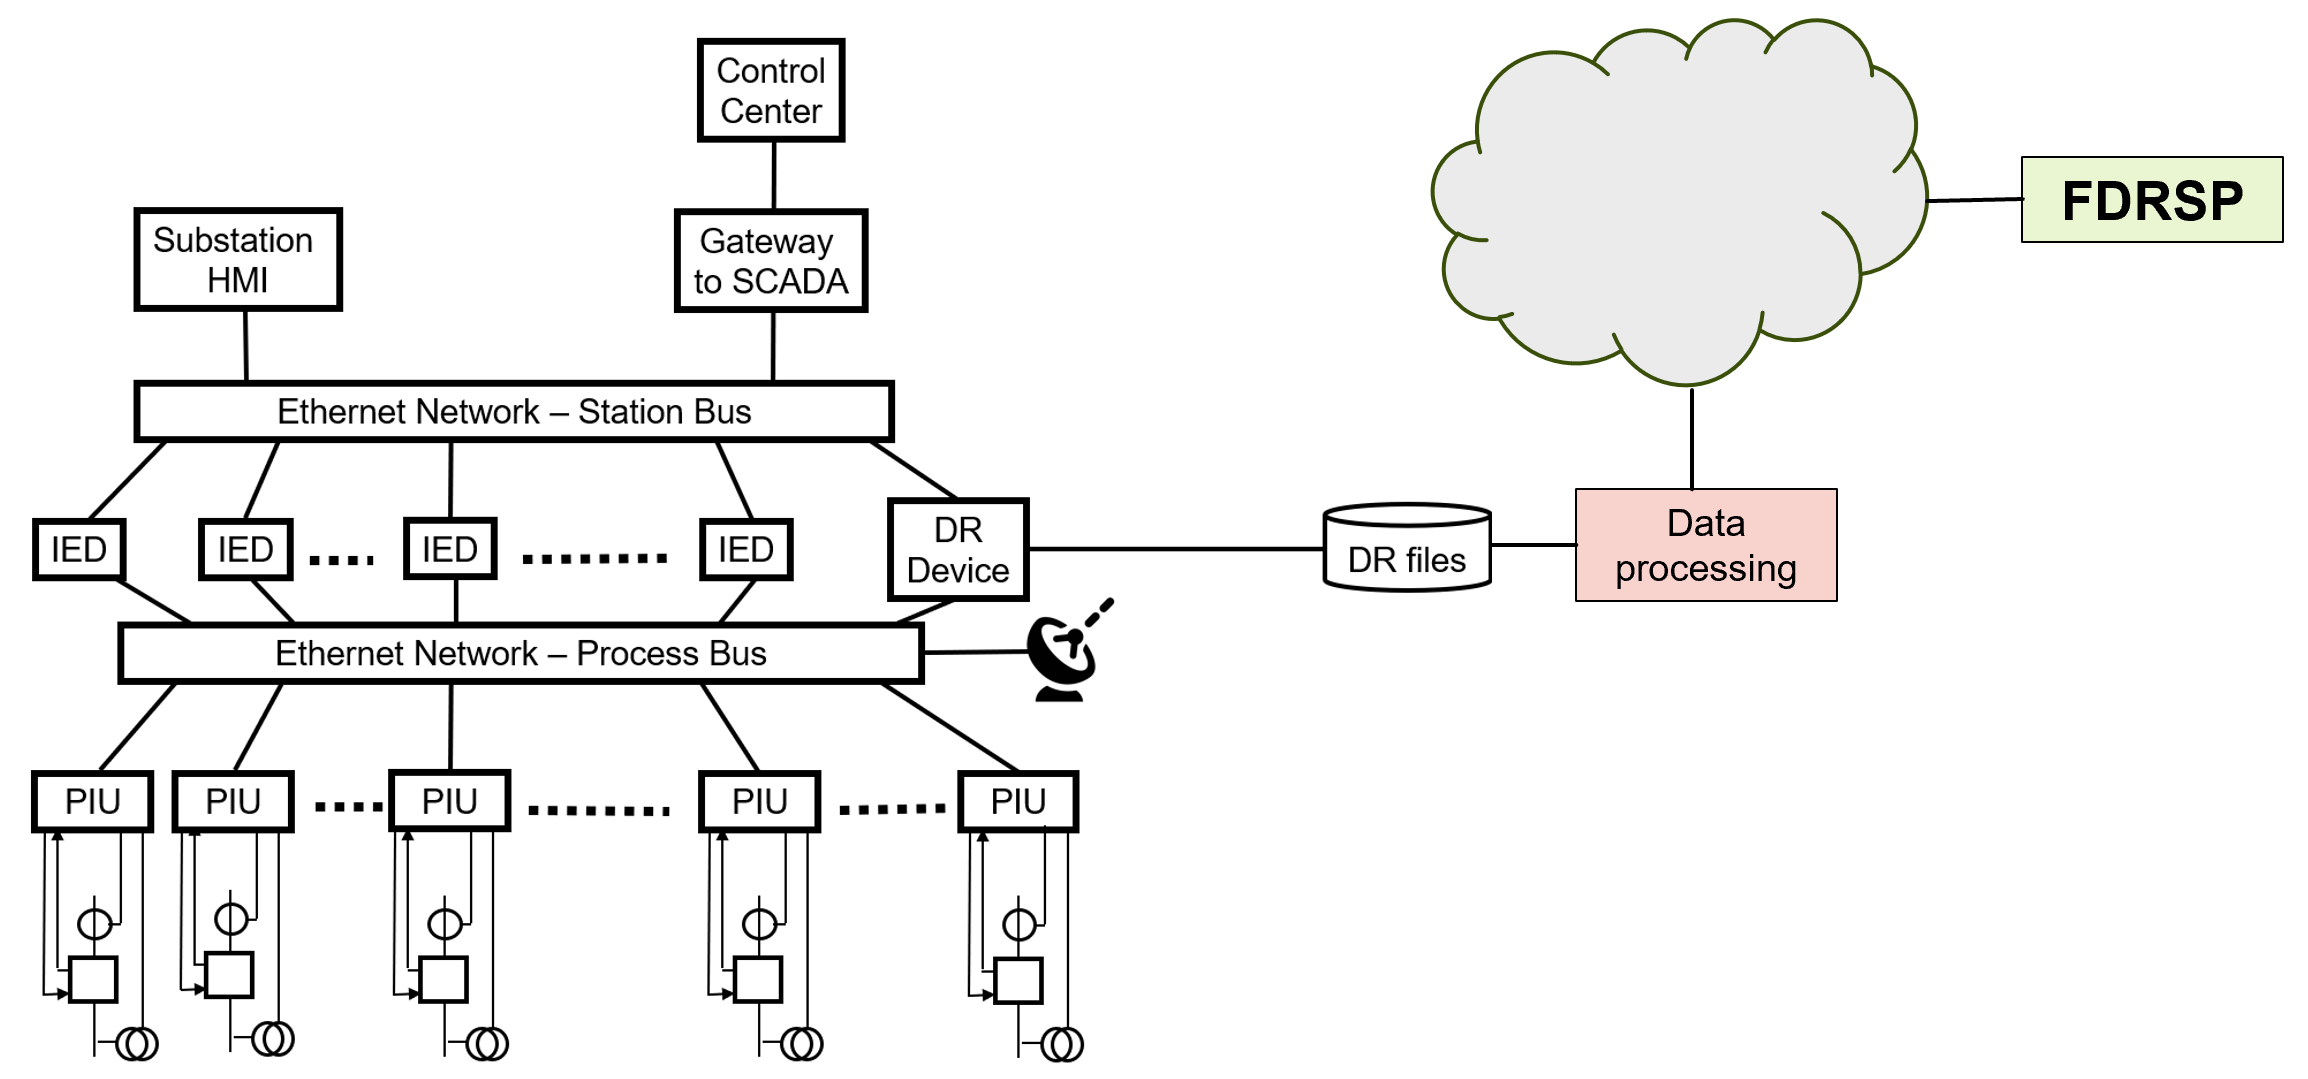 Control
Center
Substation
HMI
Gateway
to SCADA
FDRSP
Ethernet Network – Station Bus
IED
IED
IED
IED
DR
Device
DR files
Data
processing
Ethernet Network – Process Bus
PIU
PIU
PIU
PIU
PIU